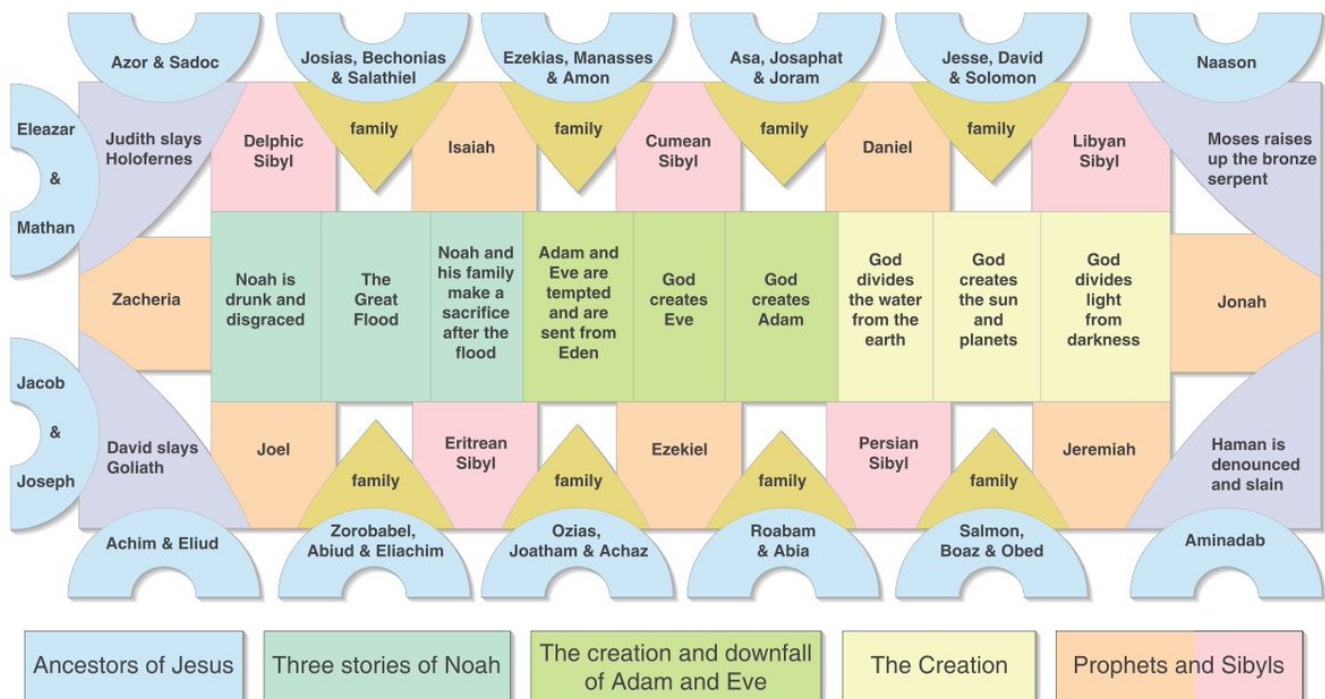 Azor & Sadoc
Josias, Bechonias
& Salathiel
Ezekias, Manasses
& Amon
Asa, Josaphat
& Joram
Jesse, David
& Solomon
Naason
Eleazar
&
Mathan
Judith slays
Holofernes
Delphic
Sibyl
family
Isaiah
family
Cumean
Sibyl
family
Daniel
family
Libyan
Sibyl
Moses raises
up the bronze
serpent
Zacheria
Noah is
drunk and
disgraced
The
Great
Flood
Noah and
his family
make a
sacrifice
after the
flood
Adam and
Eve are
tempted
and are
sent from
Eden
God
creates
Eve
God
creates
Adam
God
divides
the water
from the
earth
God
creates
the sun
and
planets
God
divides
light
from
darkness
Jonah
Jacob
&
Joseph
David slays
Goliath
Joel
family
Eritrean
Sibyl
family
Ezekiel
family
Persian
Sibyl
family
Jeremiah
Haman is
denounced
and slain
Achim & Eliud
Zorobabel,
Abiud & Eliachim
Ozias,
Joatham & Achaz
Roabam
& Abia
Salmon,
Boaz & Obed
Aminadab
Ancestors of Jesus
Three stories of Noah
The creation and downfall
of Adam and Eve
The Creation
Prophets and Sibyls